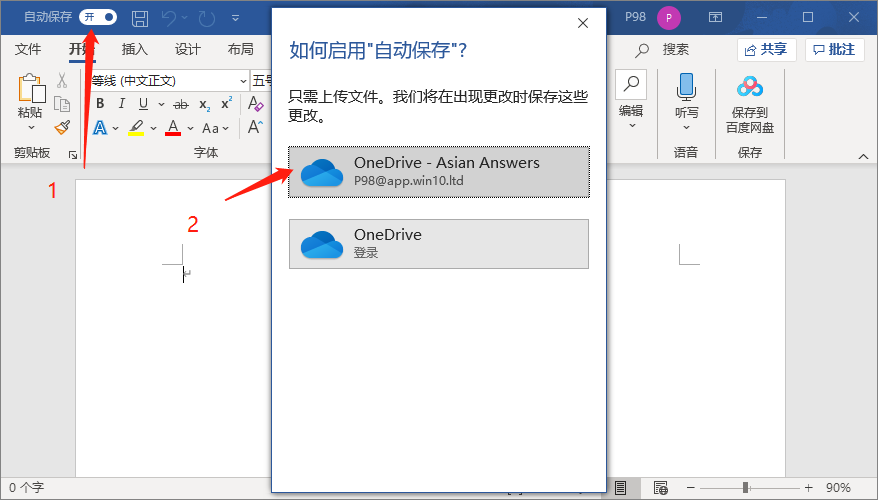 自动保存 开
P98 P
文件 开始 插入 设计 布局
搜索 共享 批注
粘贴
剪贴板
等线 (中文正文) 五号
B I U ab x₂ x²
A A Aa A
字体
编辑
听写
语音
保存到
百度网盘
保存
如何启用"自动保存"?
只需上传文件。我们将在出现更改时保存这些
更改。
OneDrive - Asian Answers
P98@app.win10.ltd
OneDrive
登录
1
2
0 个字
90%